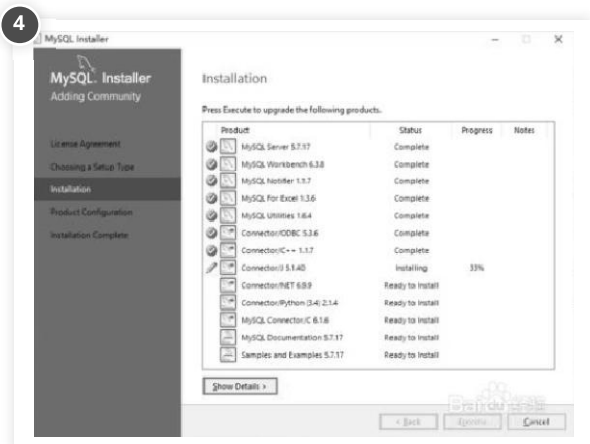 4
MySQL Installer
MySQL. Installer
Adding Community
License Agreement
Choosing a Setup Type
Installation
Product Configuration
Installation Complete
Installation
Press Execute to upgrade the following products.
Product Status Progress Notes
MySQL Server 5.7.17 Complete
MySQL Workbench 6.3.8 Complete
MySQL Notifier 1.1.7 Complete
MySQL For Excel 1.3.6 Complete
MySQL Utilities 1.6.4 Complete
Connector/ODBC 5.3.6 Complete
Connector/C++ 1.1.7 Complete
Connector/J 5.1.40 Installing 33%
Connector/NET 6.9.9 Ready to Install
Connector/Python (3.4) 2.1.4 Ready to Install
MySQL Connector/C 6.1.6 Ready to Install
MySQL Documentation 5.7.17 Ready to Install
Samples and Examples 5.7.17 Ready to Install
Show Details >
< Back Execute Cancel